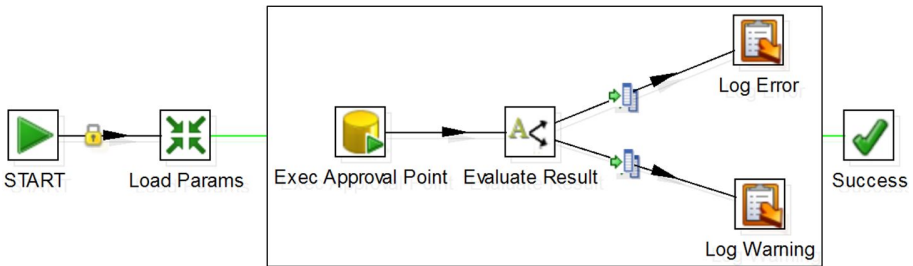 START
Load Params
Exec Approval Point
A
Evaluate Result
Log Error
Log Warning
Success